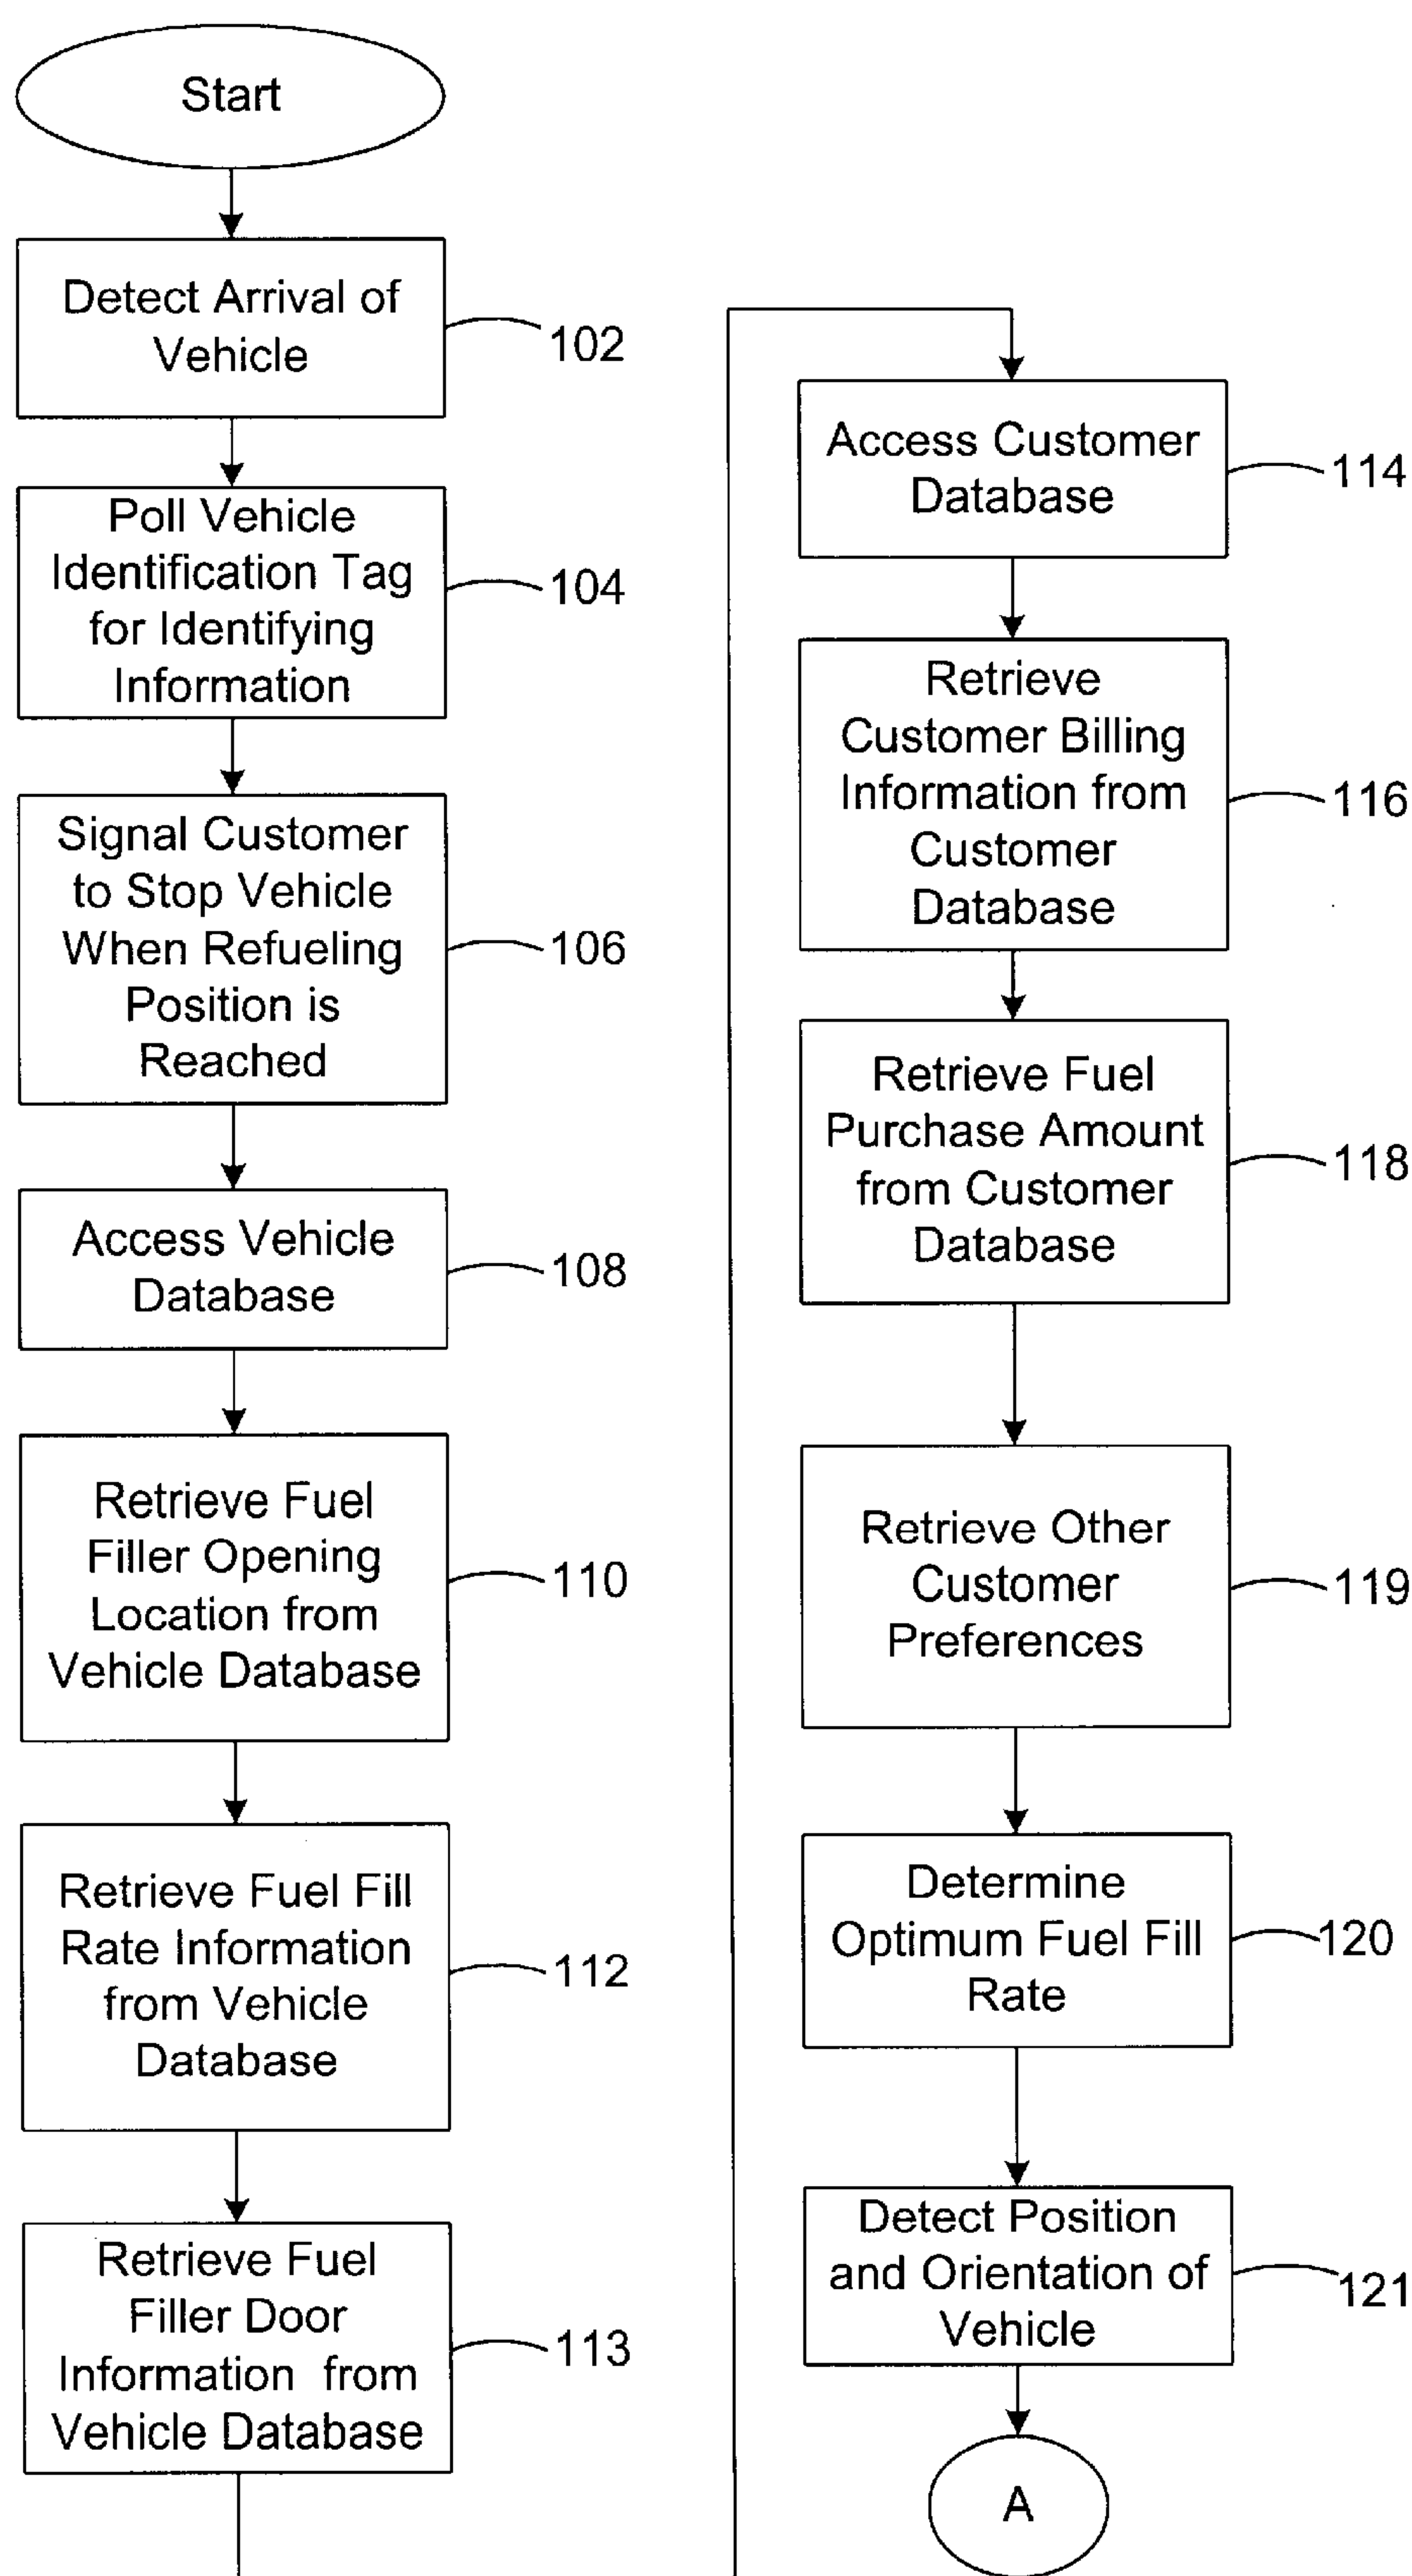 Start
Detect Arrival of
Vehicle
102
Poll Vehicle
Identification Tag
for Identifying
Information
104
Signal Customer
to Stop Vehicle
When Refueling
Position is
Reached
106
Access Vehicle
Database
108
Retrieve Fuel
Filler Opening
Location from
Vehicle Database
110
Retrieve Fuel Fill
Rate Information
from Vehicle
Database
112
Retrieve Fuel
Filler Door
Information from
Vehicle Database
113
Access Customer
Database
114
Retrieve
Customer Billing
Information from
Customer
Database
116
Retrieve Fuel
Purchase Amount
from Customer
Database
118
Retrieve Other
Customer
Preferences
119
Determine
Optimum Fuel Fill
Rate
120
Detect Position
and Orientation of
Vehicle
121
A